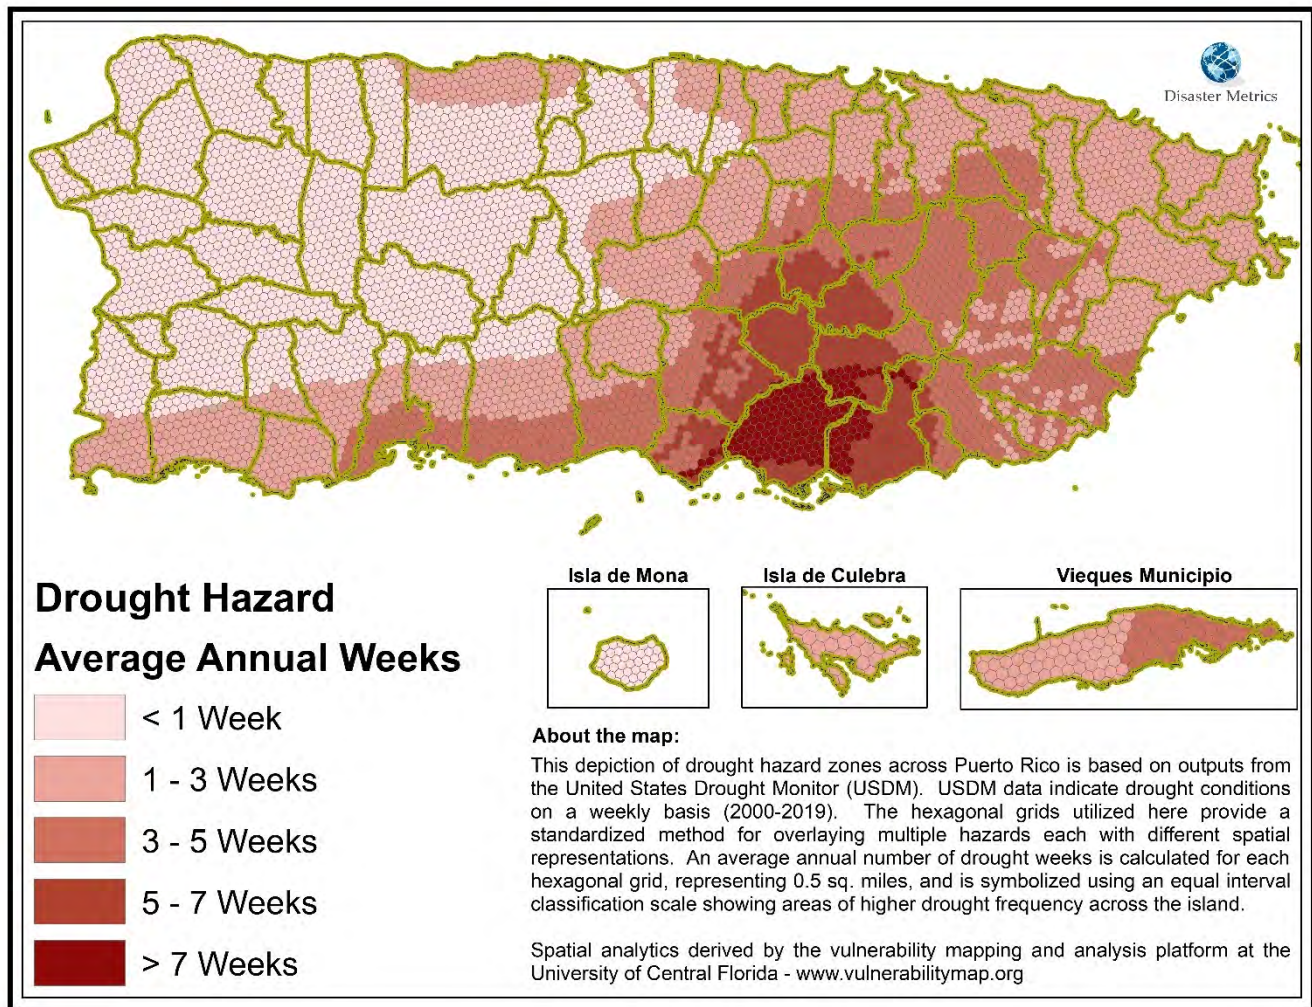 Disaster Metrics
Isla de Mona
Isla de Culebra
Vieques Municipio
Drought Hazard
Average Annual Weeks
< 1 Week
1 - 3 Weeks
3 - 5 Weeks
5 - 7 Weeks
> 7 Weeks
About the map:
This depiction of drought hazard zones across Puerto Rico is based on outputs from
the United States Drought Monitor (USDM). USDM data indicate drought conditions
on a weekly basis (2000-2019). The hexagonal grids utilized here provide a
standardized method for overlaying multiple hazards each with different spatial
representations. An average annual number of drought weeks is calculated for each
hexagonal grid, representing 0.5 sq. miles, and is symbolized using an equal interval
classification scale showing areas of higher drought frequency across the island.
Spatial analytics derived by the vulnerability mapping and analysis platform at the
University of Central Florida - www.vulnerabilitymap.org